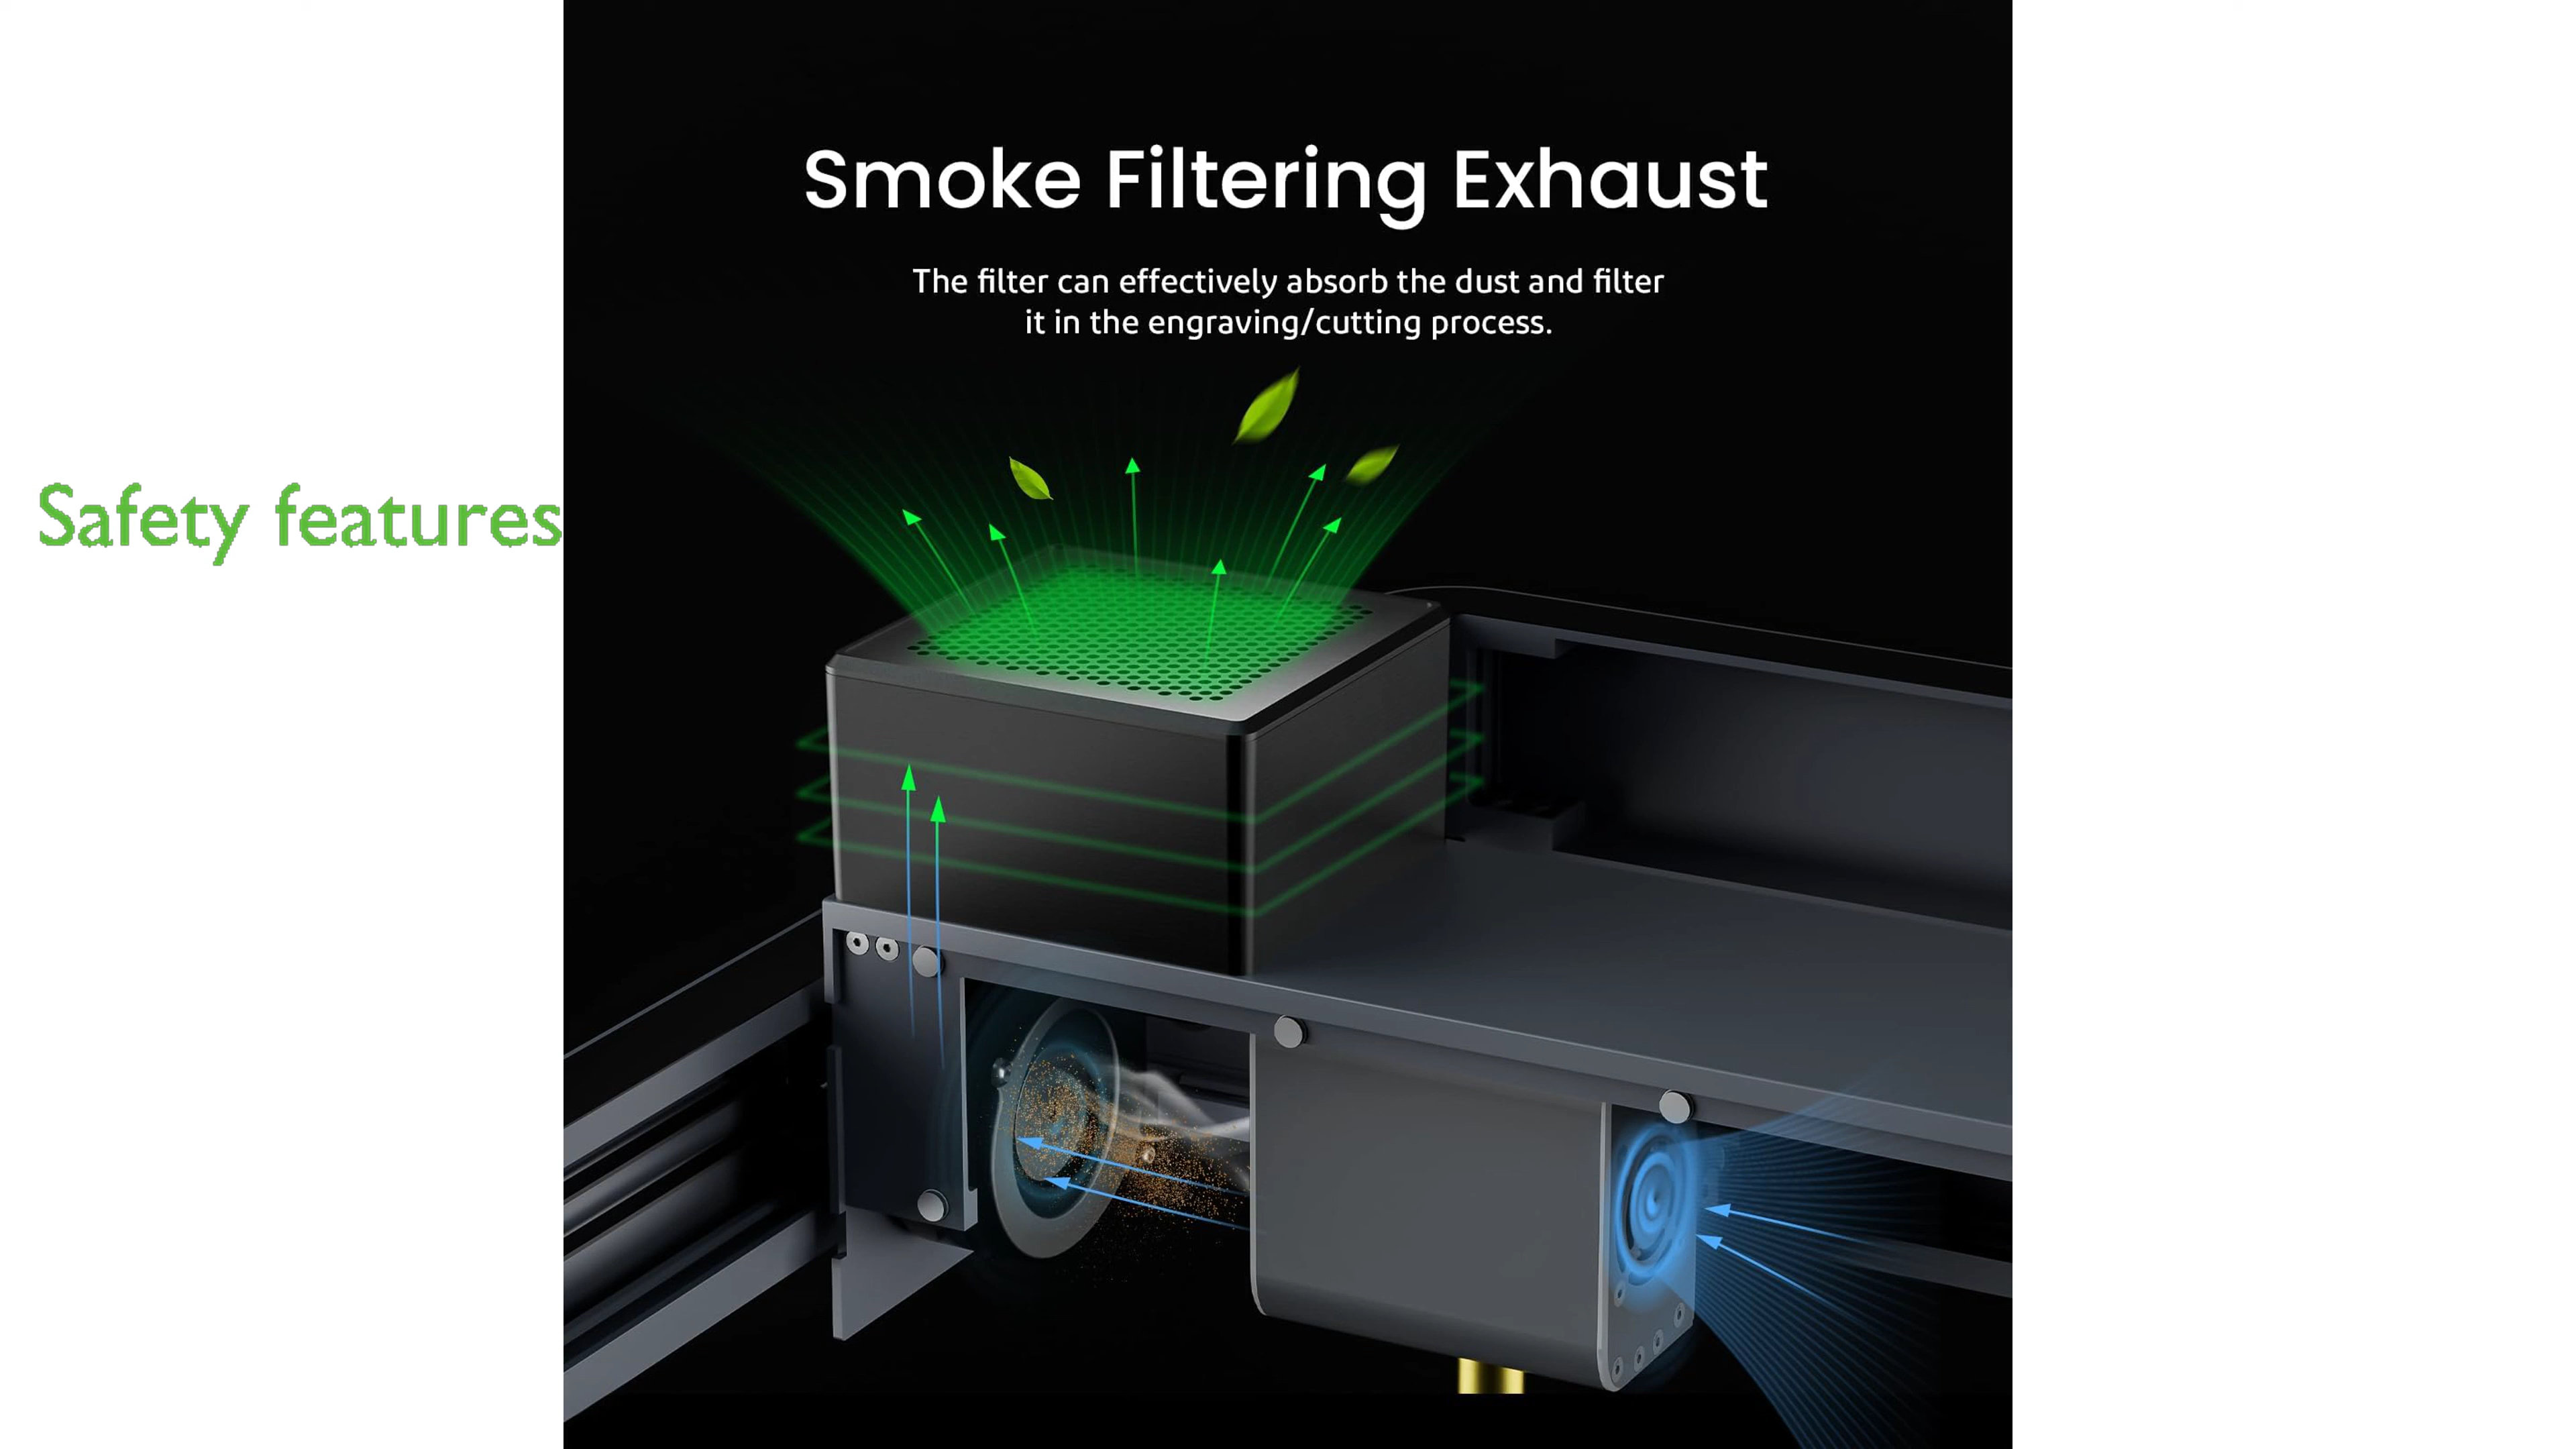 Smoke Filtering Exhaust
The filter can effectively absorb the dust and filter
it in the engraving/cutting process.
Safety features